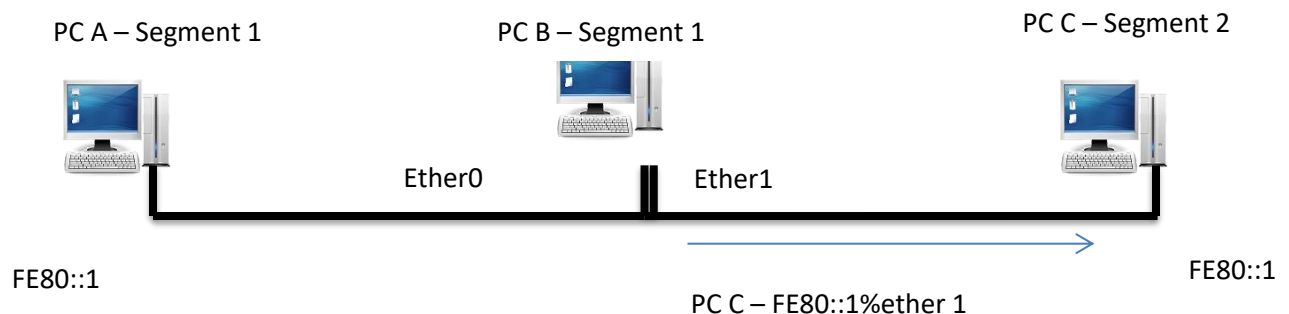 PC A – Segment 1
PC B – Segment 1
PC C – Segment 2
Ether0
Ether1
FE80::1
FE80::1
PC C – FE80::1%ether 1